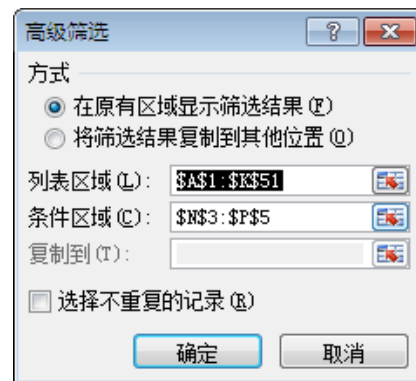 高级筛选
方式
在原有区域显示筛选结果(F)
将筛选结果复制到其他位置(O)
列表区域(L): $A$1:$K$51
条件区域(C): $N$3:$P$5
复制到(T):
选择不重复的记录(R)
确定 取消